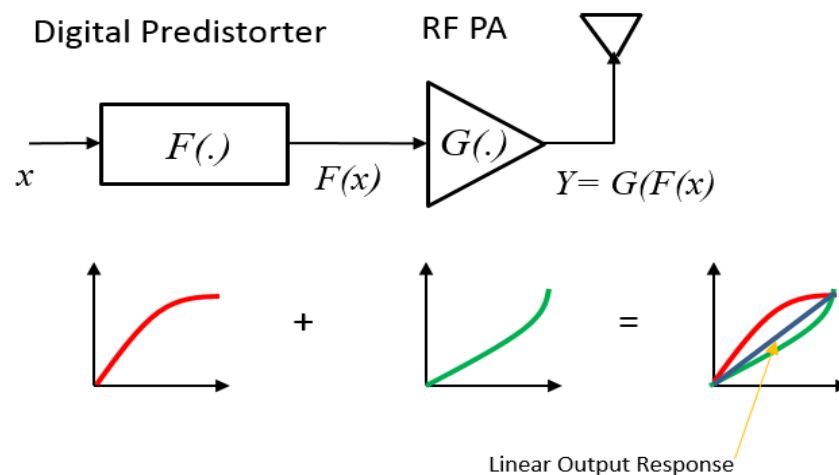 Digital Predistorter
RF PA
F(.)
G(.)
x
F(x)
Y= G(F(x)
+
=
Linear Output Response